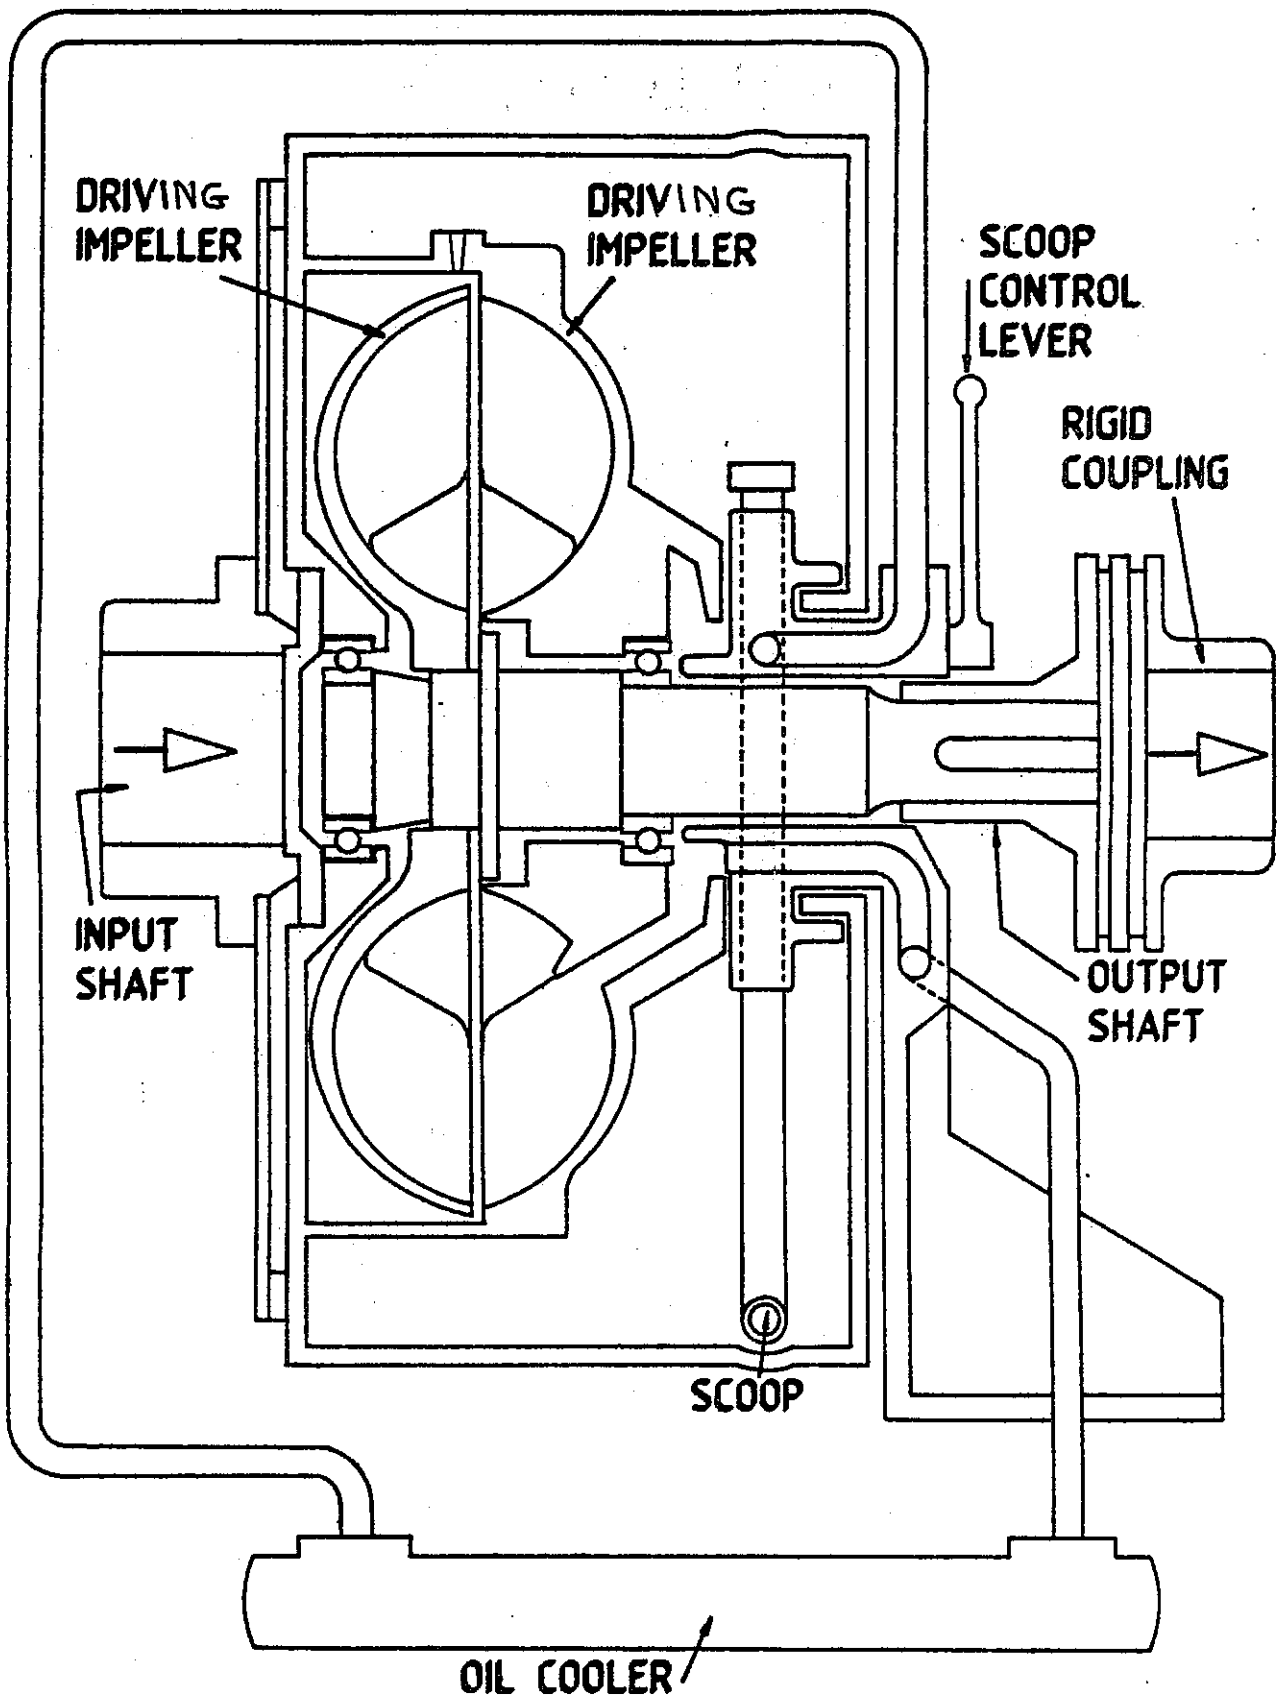 DRIVING
IMPELLER
DRIVING
IMPELLER
SCOOP
CONTROL
LEVER
RIGID
COUPLING
INPUT
SHAFT
OUTPUT
SHAFT
SCOOP
OIL COOLER